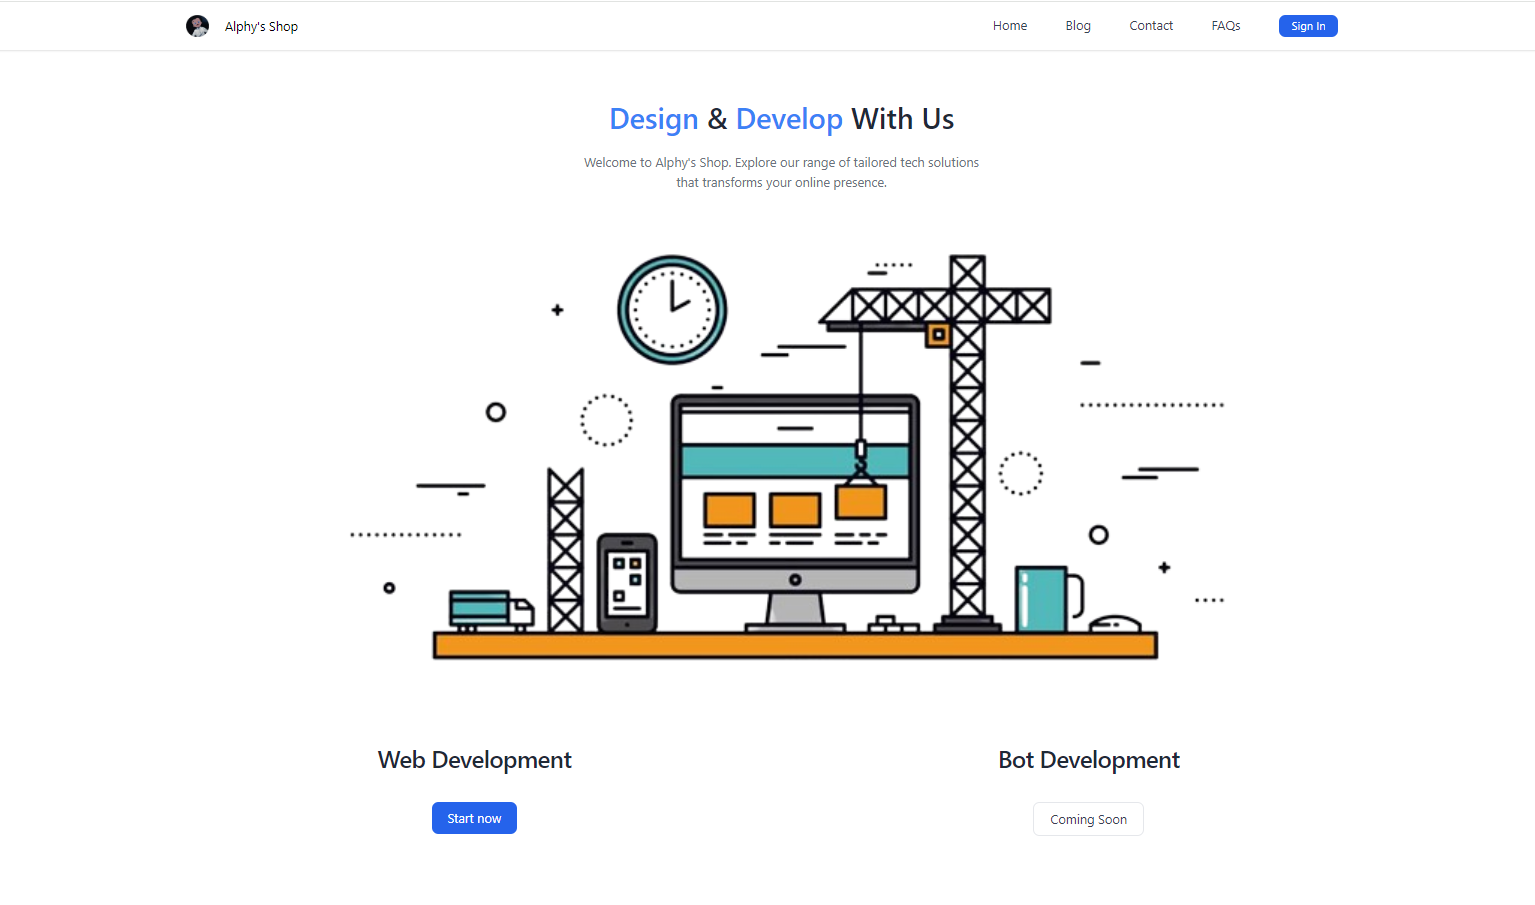 Alphy's Shop
Home
Blog
Contact
FAQs
Sign In
Design & Develop With Us
Welcome to Alphy's Shop. Explore our range of tailored tech solutions
that transforms your online presence.
Web Development
Bot Development
Start now
Coming Soon